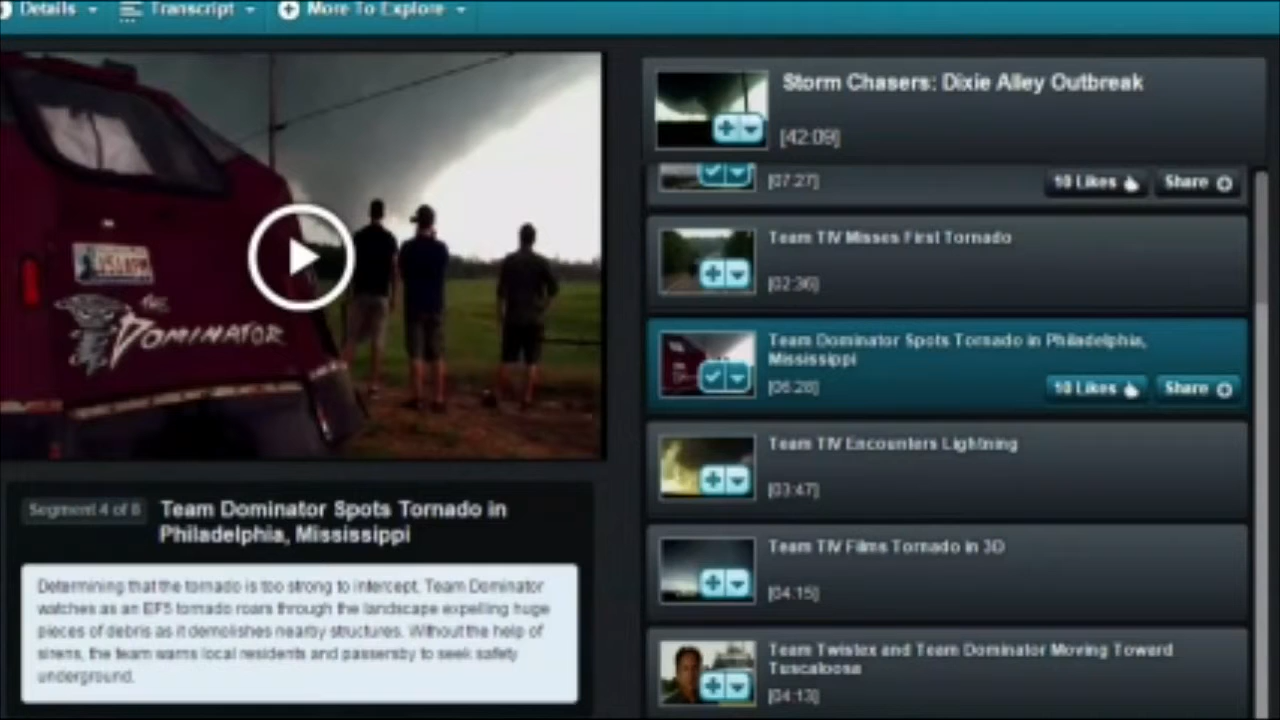 Details
Transcript
More To Explore
Storm Chasers: Dixie Alley Outbreak
[42:09]
[07:27]
10 Likes
Share
Team TIV Misses First Tornado
[02:36]
Team Dominator Spots Tornado in Philadelphia,
Mississippi
[06:28]
10 Likes
Share
Team TIV Encounters Lightning
[03:47]
Team TIV Films Tornado in 3D
[04:15]
Team Twistex and Team Dominator Moving Toward
Tuscaloosa
[04:13]
DOMINATOR
Segment 4 of 8
Team Dominator Spots Tornado in
Philadelphia, Mississippi
Determining that the tornado is too strong to intercept, Team Dominator
watches as an EF5 tornado roars through the landscape expelling huge
pieces of debris as it demolishes nearby structures. Without the help of
sirens, the team warns local residents and passersby to seek safety
underground.